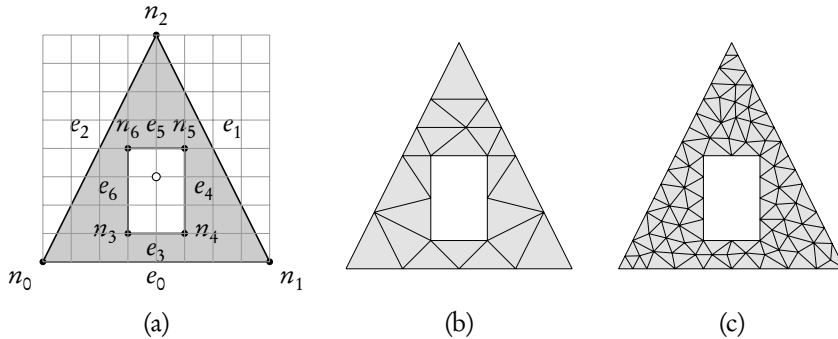 n₂
e₂ n₆ e₅ n₅ e₁
e₆ e₄
n₃ n₄
e₃
n₀ e₀ n₁
(a) (b) (c)